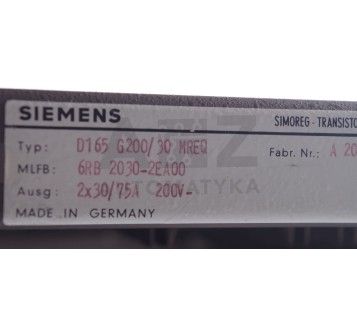 SIEMENS SIMOREG-TRANSISTO
Typ: D165 G200/30 MREQ Fabr. Nr.: A 20
MLFB: 6RB 2030-2EA00
Ausg: 2x30/75A 200V-
MADE IN GERMANY